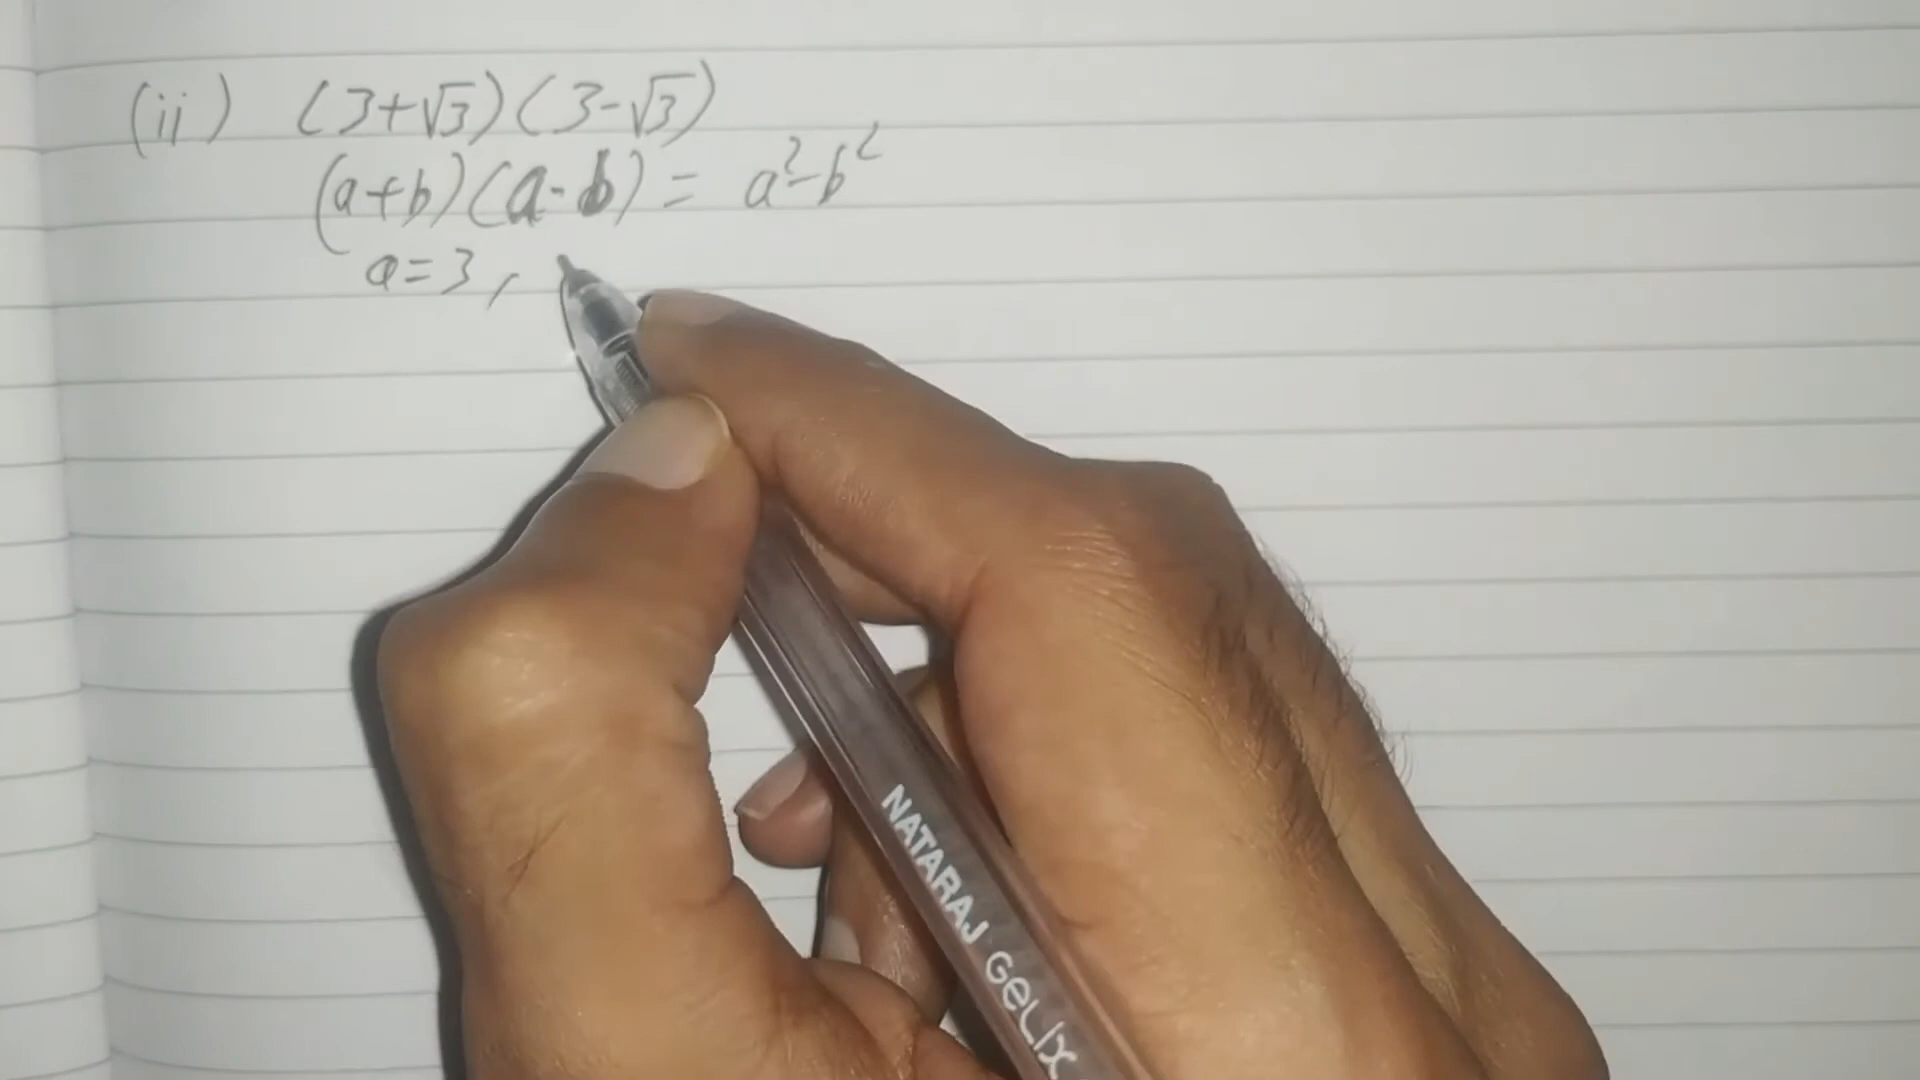 (ii) (3+√3)(3-√3)
(a+b)(a-b) = a²-b²
a=3,
NATARAJ GELIX